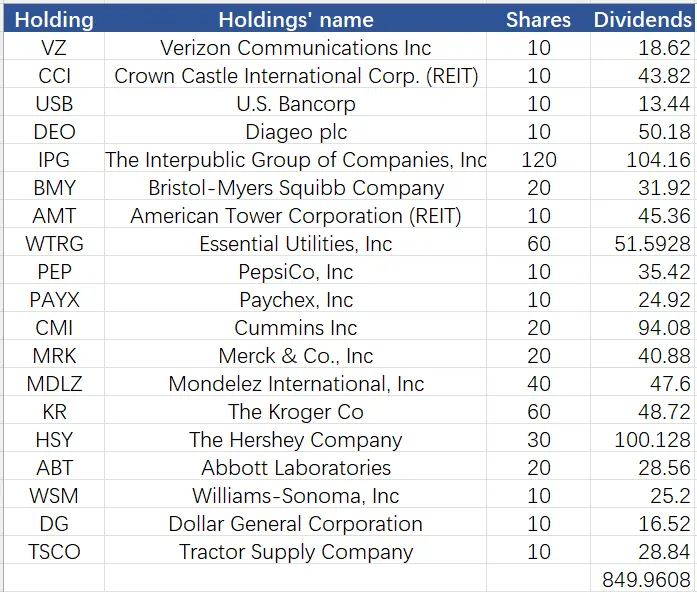 Holding Holdings' name Shares Dividends
VZ Verizon Communications Inc 10 18.62
CCI Crown Castle International Corp. (REIT) 10 43.82
USB U.S. Bancorp 10 13.44
DEO Diageo plc 10 50.18
IPG The Interpublic Group of Companies, Inc 120 104.16
BMY Bristol-Myers Squibb Company 20 31.92
AMT American Tower Corporation (REIT) 10 45.36
WTRG Essential Utilities, Inc 60 51.5928
PEP PepsiCo, Inc 10 35.42
PAYX Paychex, Inc 10 24.92
CMI Cummins Inc 20 94.08
MRK Merck & Co., Inc 20 40.88
MDLZ Mondelez International, Inc 40 47.6
KR The Kroger Co 60 48.72
HSY The Hershey Company 30 100.128
ABT Abbott Laboratories 20 28.56
WSM Williams-Sonoma, Inc 10 25.2
DG Dollar General Corporation 10 16.52
TSCO Tractor Supply Company 10 28.84
849.9608